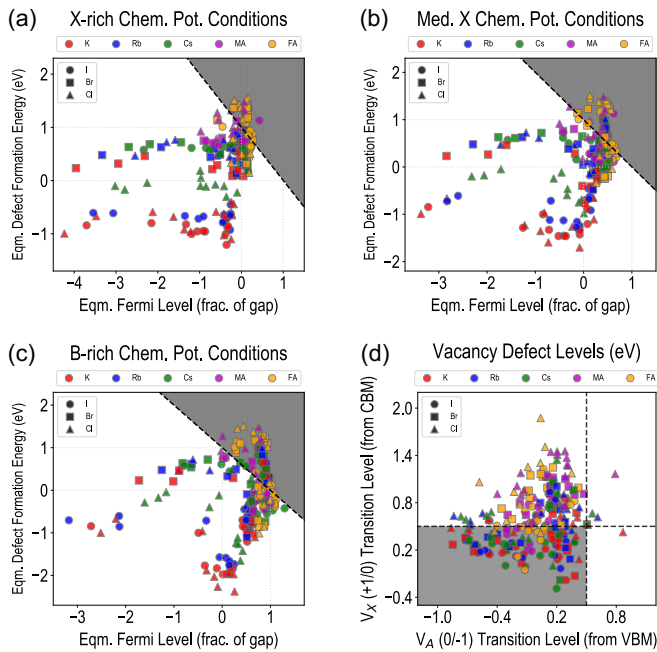 (a)
X-rich Chem. Pot. Conditions
K Rb Cs MA FA
I
Br
Cl
Eqm. Defect Formation Energy (eV)
2
1
0
−1
−4 −3 −2 −1 0 1
Eqm. Fermi Level (frac. of gap)
(b)
Med. X Chem. Pot. Conditions
K Rb Cs MA FA
I
Br
Cl
Eqm. Defect Formation Energy (eV)
2
1
0
−1
−2
−3 −2 −1 0 1
Eqm. Fermi Level (frac. of gap)
(c)
B-rich Chem. Pot. Conditions
K Rb Cs MA FA
I
Br
Cl
Eqm. Defect Formation Energy (eV)
2
1
0
−1
−2
−3 −2 −1 0 1
Eqm. Fermi Level (frac. of gap)
(d)
Vacancy Defect Levels (eV)
K Rb Cs MA FA
I
Br
Cl
V_X (+1/0) Transition Level (from CBM)
2.0
1.4
0.8
0.2
−0.4
−1.0 −0.4 0.2 0.8
V_A (0/-1) Transition Level (from VBM)